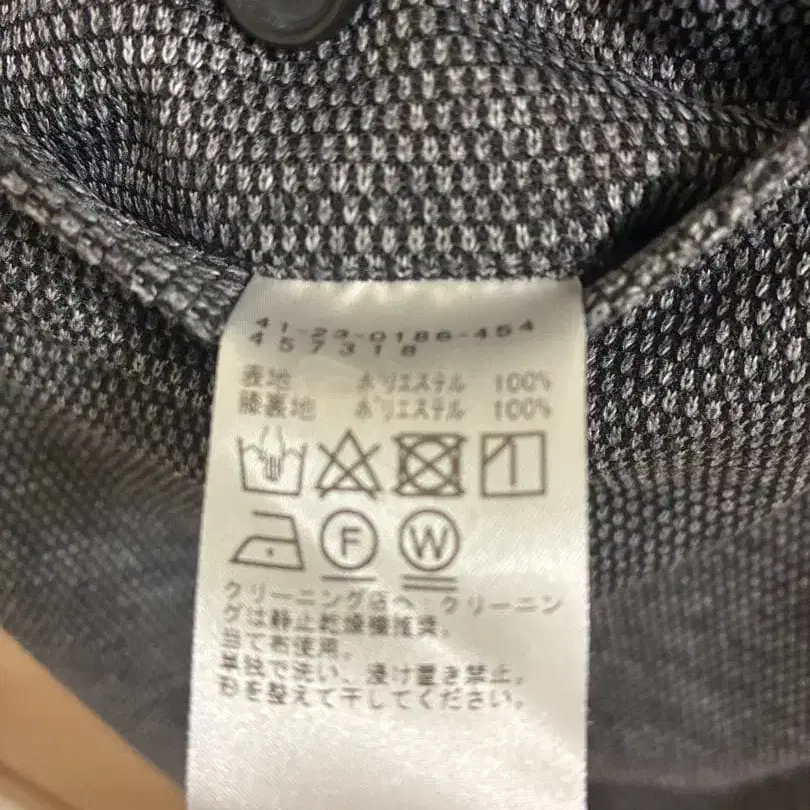 41-23-0186-454
457318
表地 ポリエステル 100%
膝裏地 ポリエステル 100%
F W
クリーニング店へ:クリーニン
グは静止乾燥機推奨。
当て布使用。
単独で洗い、浸け置き禁止。
形を整えて干してください。